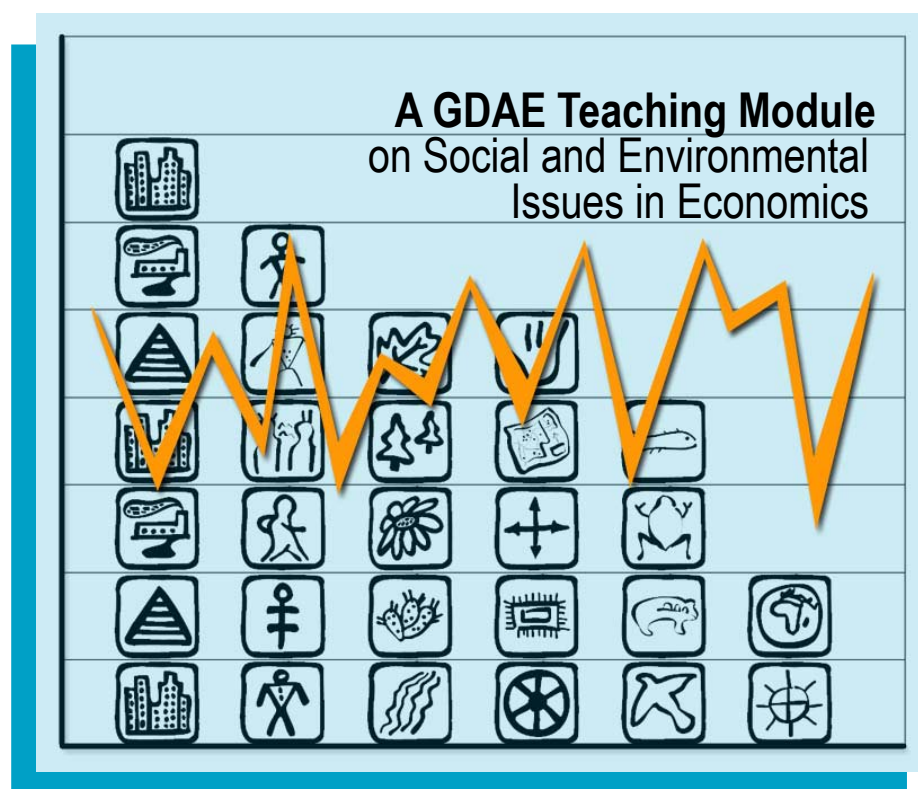 A GDAE Teaching Module
on Social and Environmental
Issues in Economics